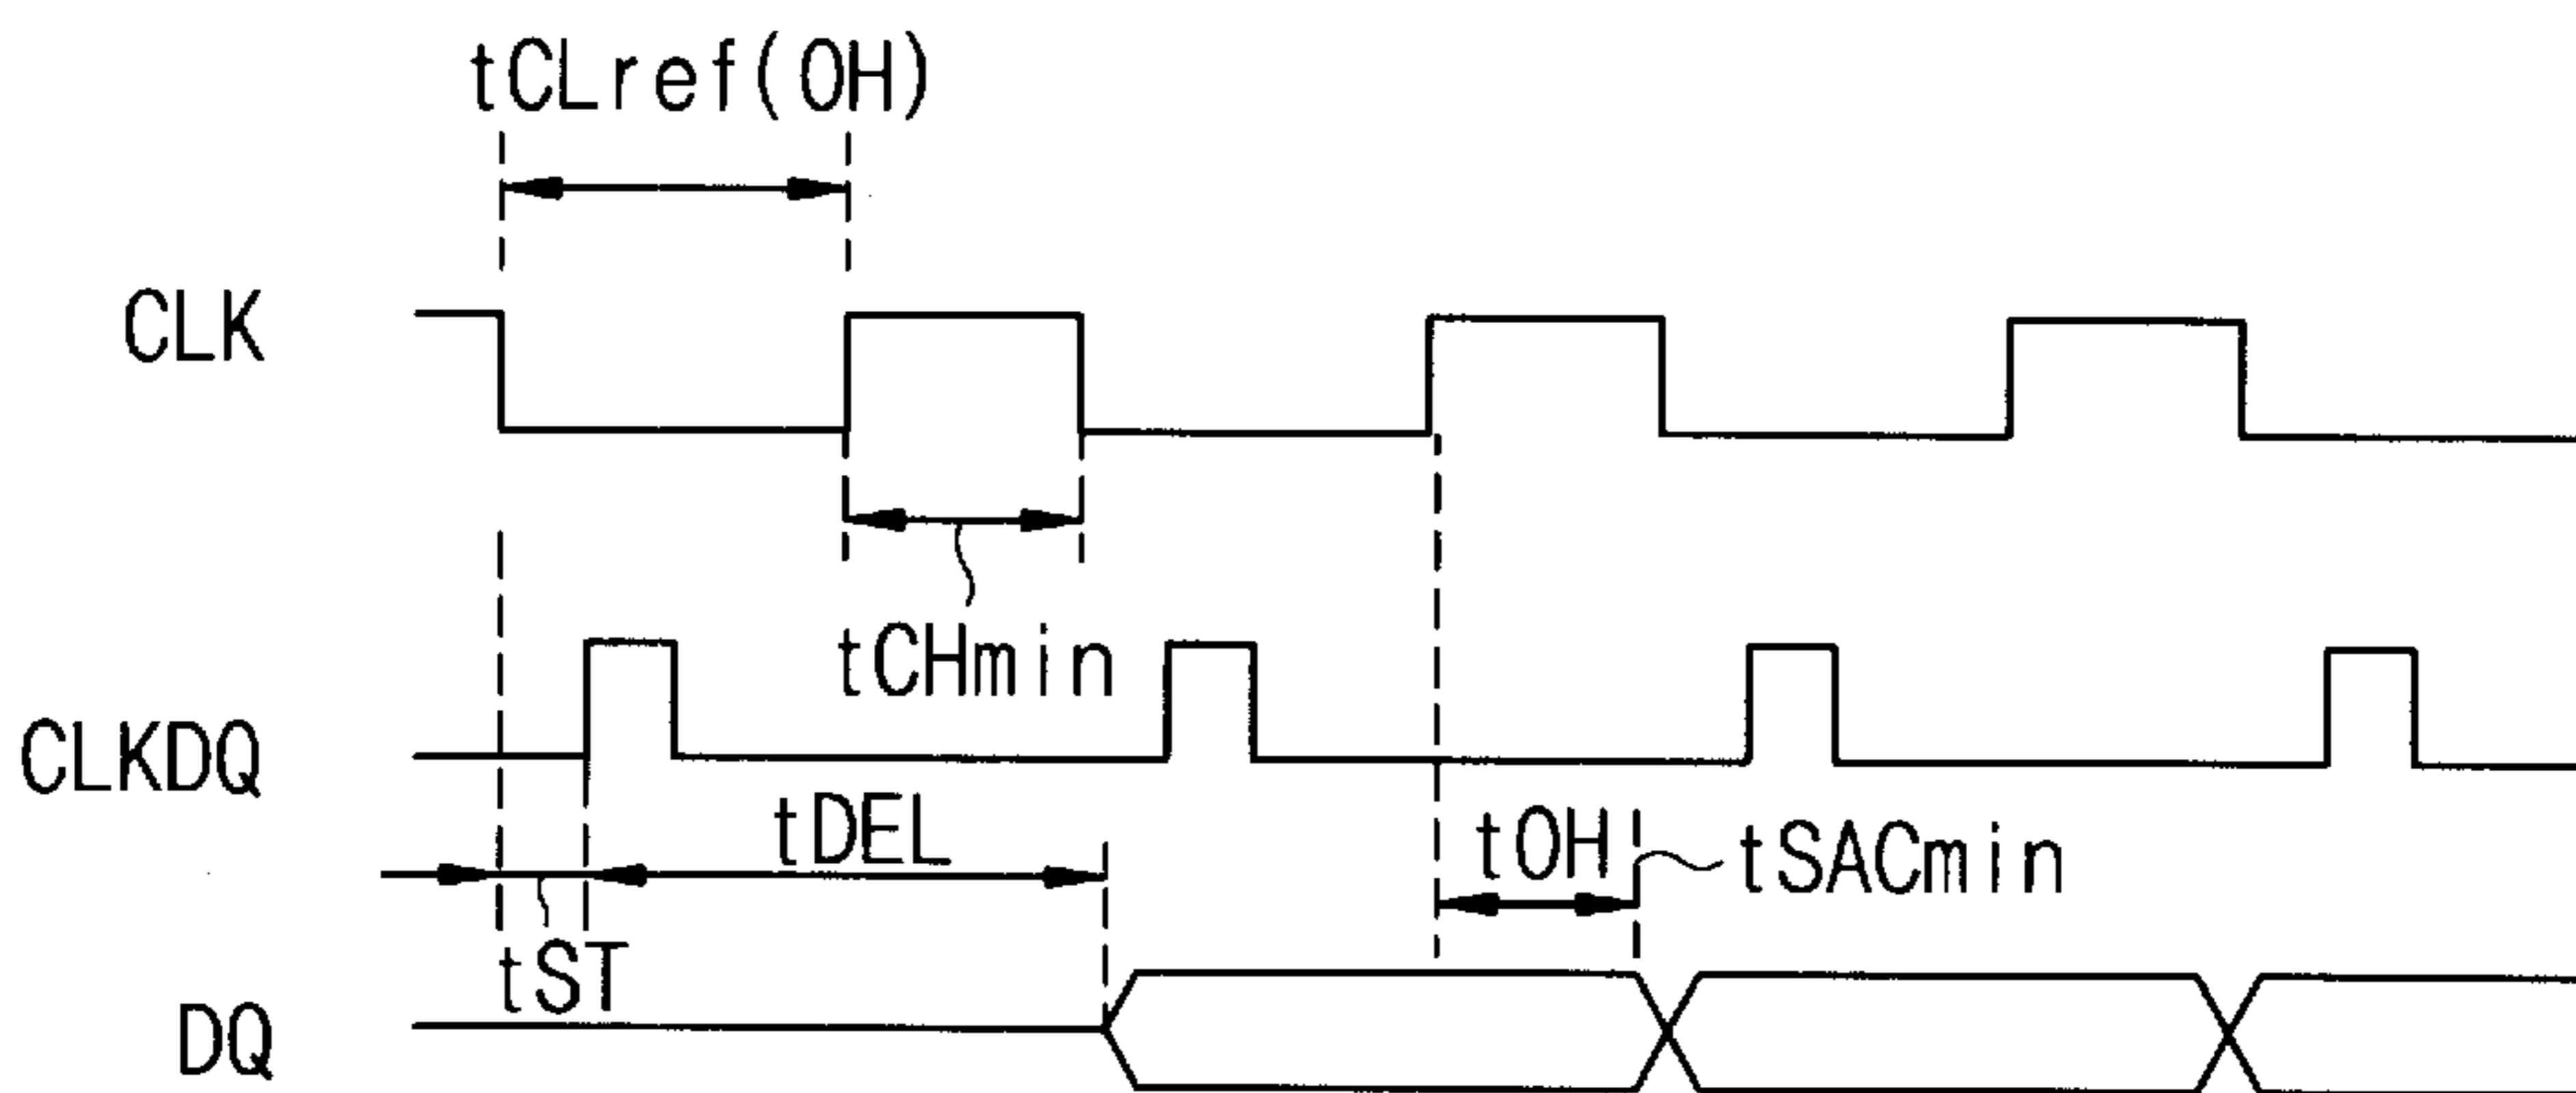 tCLref(OH)
CLK
tCHmin
CLKDQ
tDEL
tOH
tSACmin
tST
DQ